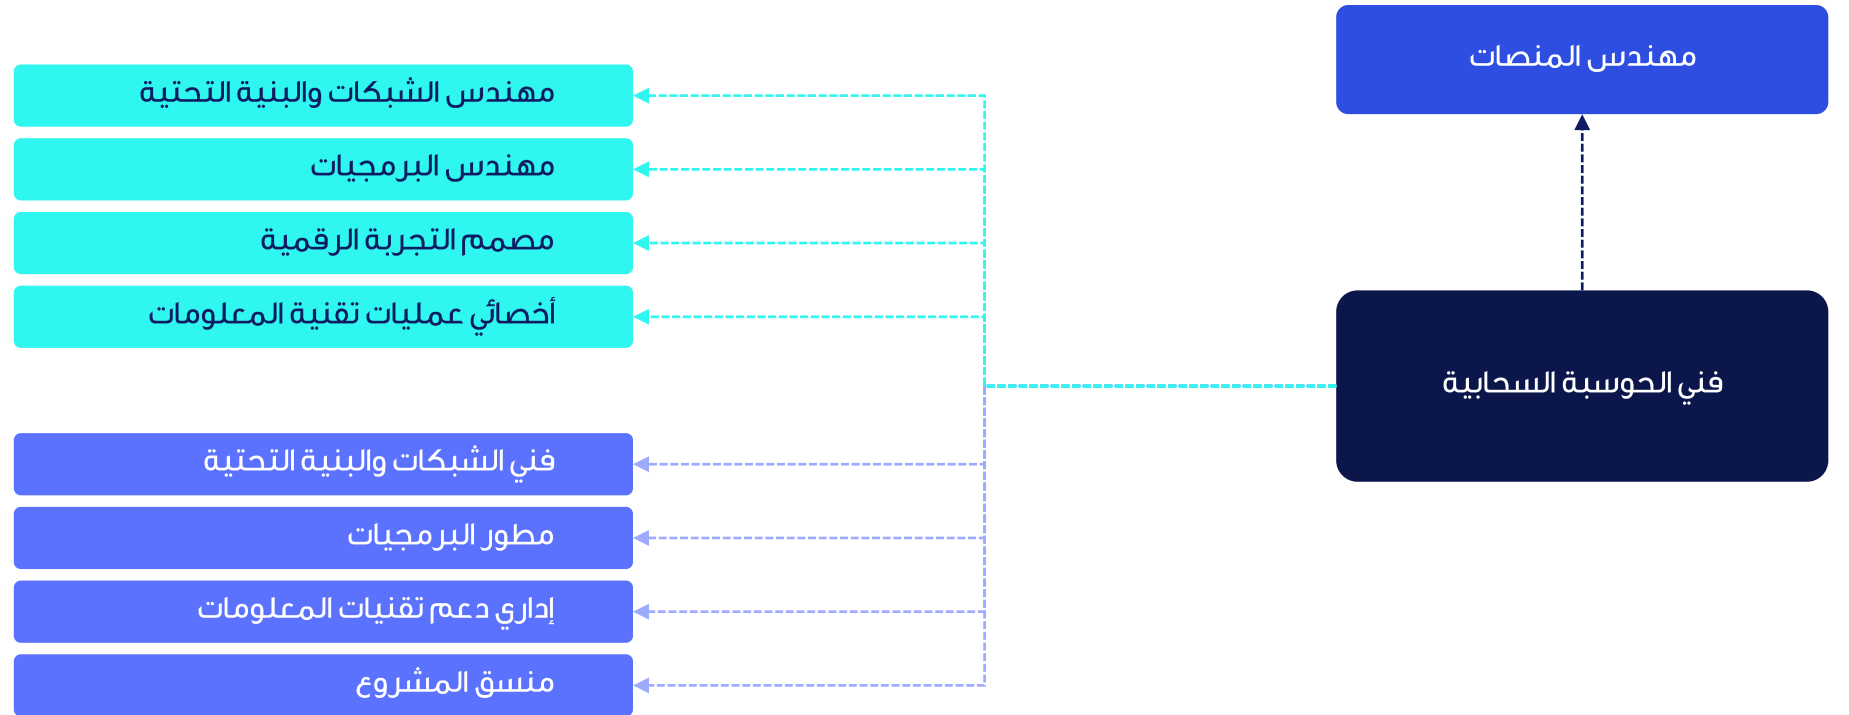 مهندس المنصات
فني الحوسبة السحابية
مهندس الشبكات والبنية التحتية
مهندس البرمجيات
مصمم التجربة الرقمية
أخصائي عمليات تقنية المعلومات
فني الشبكات والبنية التحتية
مطور البرمجيات
إداري دعم تقنيات المعلومات
منسق المشروع